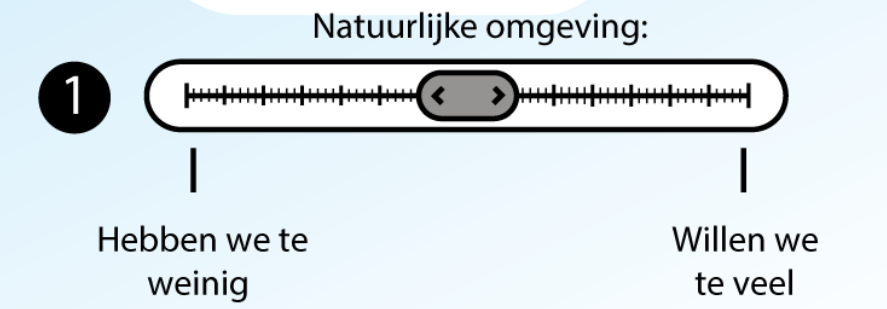 Natuurlijke omgeving:
1
Hebben we te
weinig
Willen we
te veel